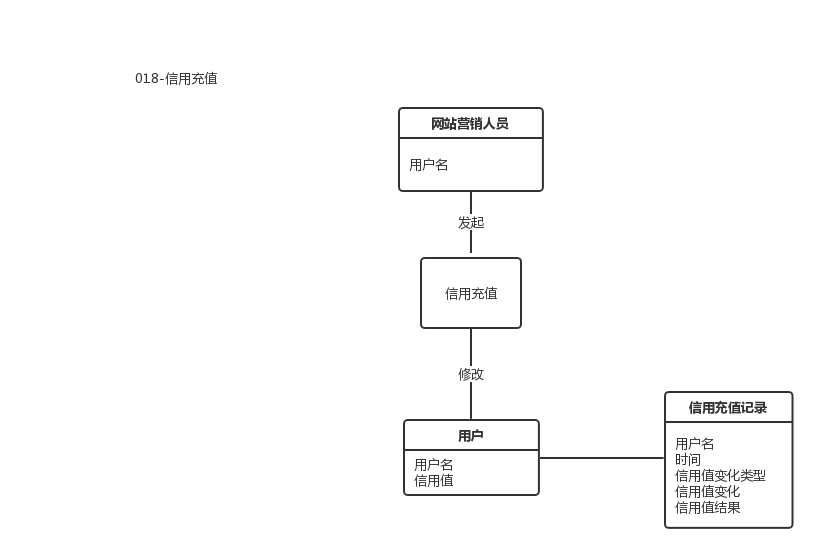 018-信用充值
网站营销人员
用户名
发起
信用充值
修改
用户
用户名
信用值
信用充值记录
用户名
时间
信用值变化类型
信用值变化
信用值结果